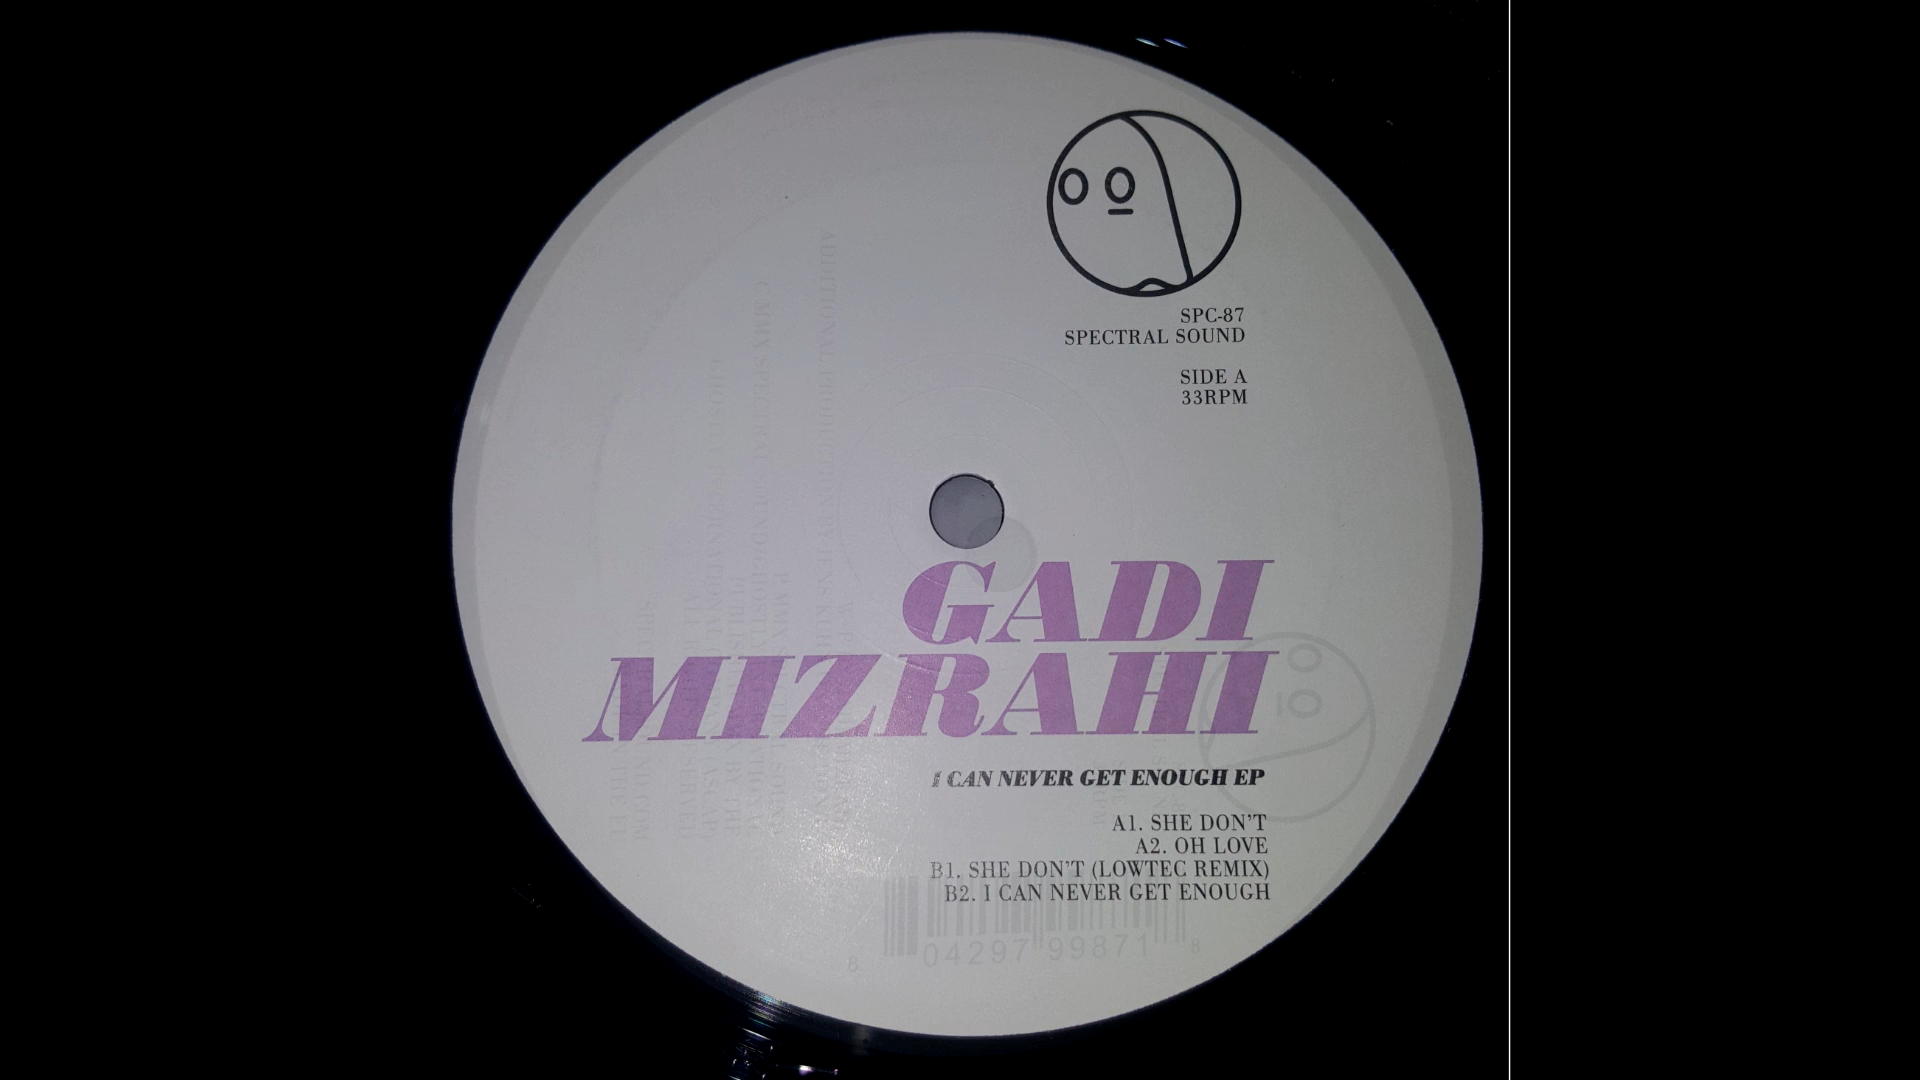 SPC-87
SPECTRAL SOUND
SIDE A
33RPM
GADI
MIZRAHI
I CAN NEVER GET ENOUGH EP
A1. SHE DON'T
A2. OH LOVE
B1. SHE DON'T (LOWTEC REMIX)
B2. I CAN NEVER GET ENOUGH
8 04297 99871 8